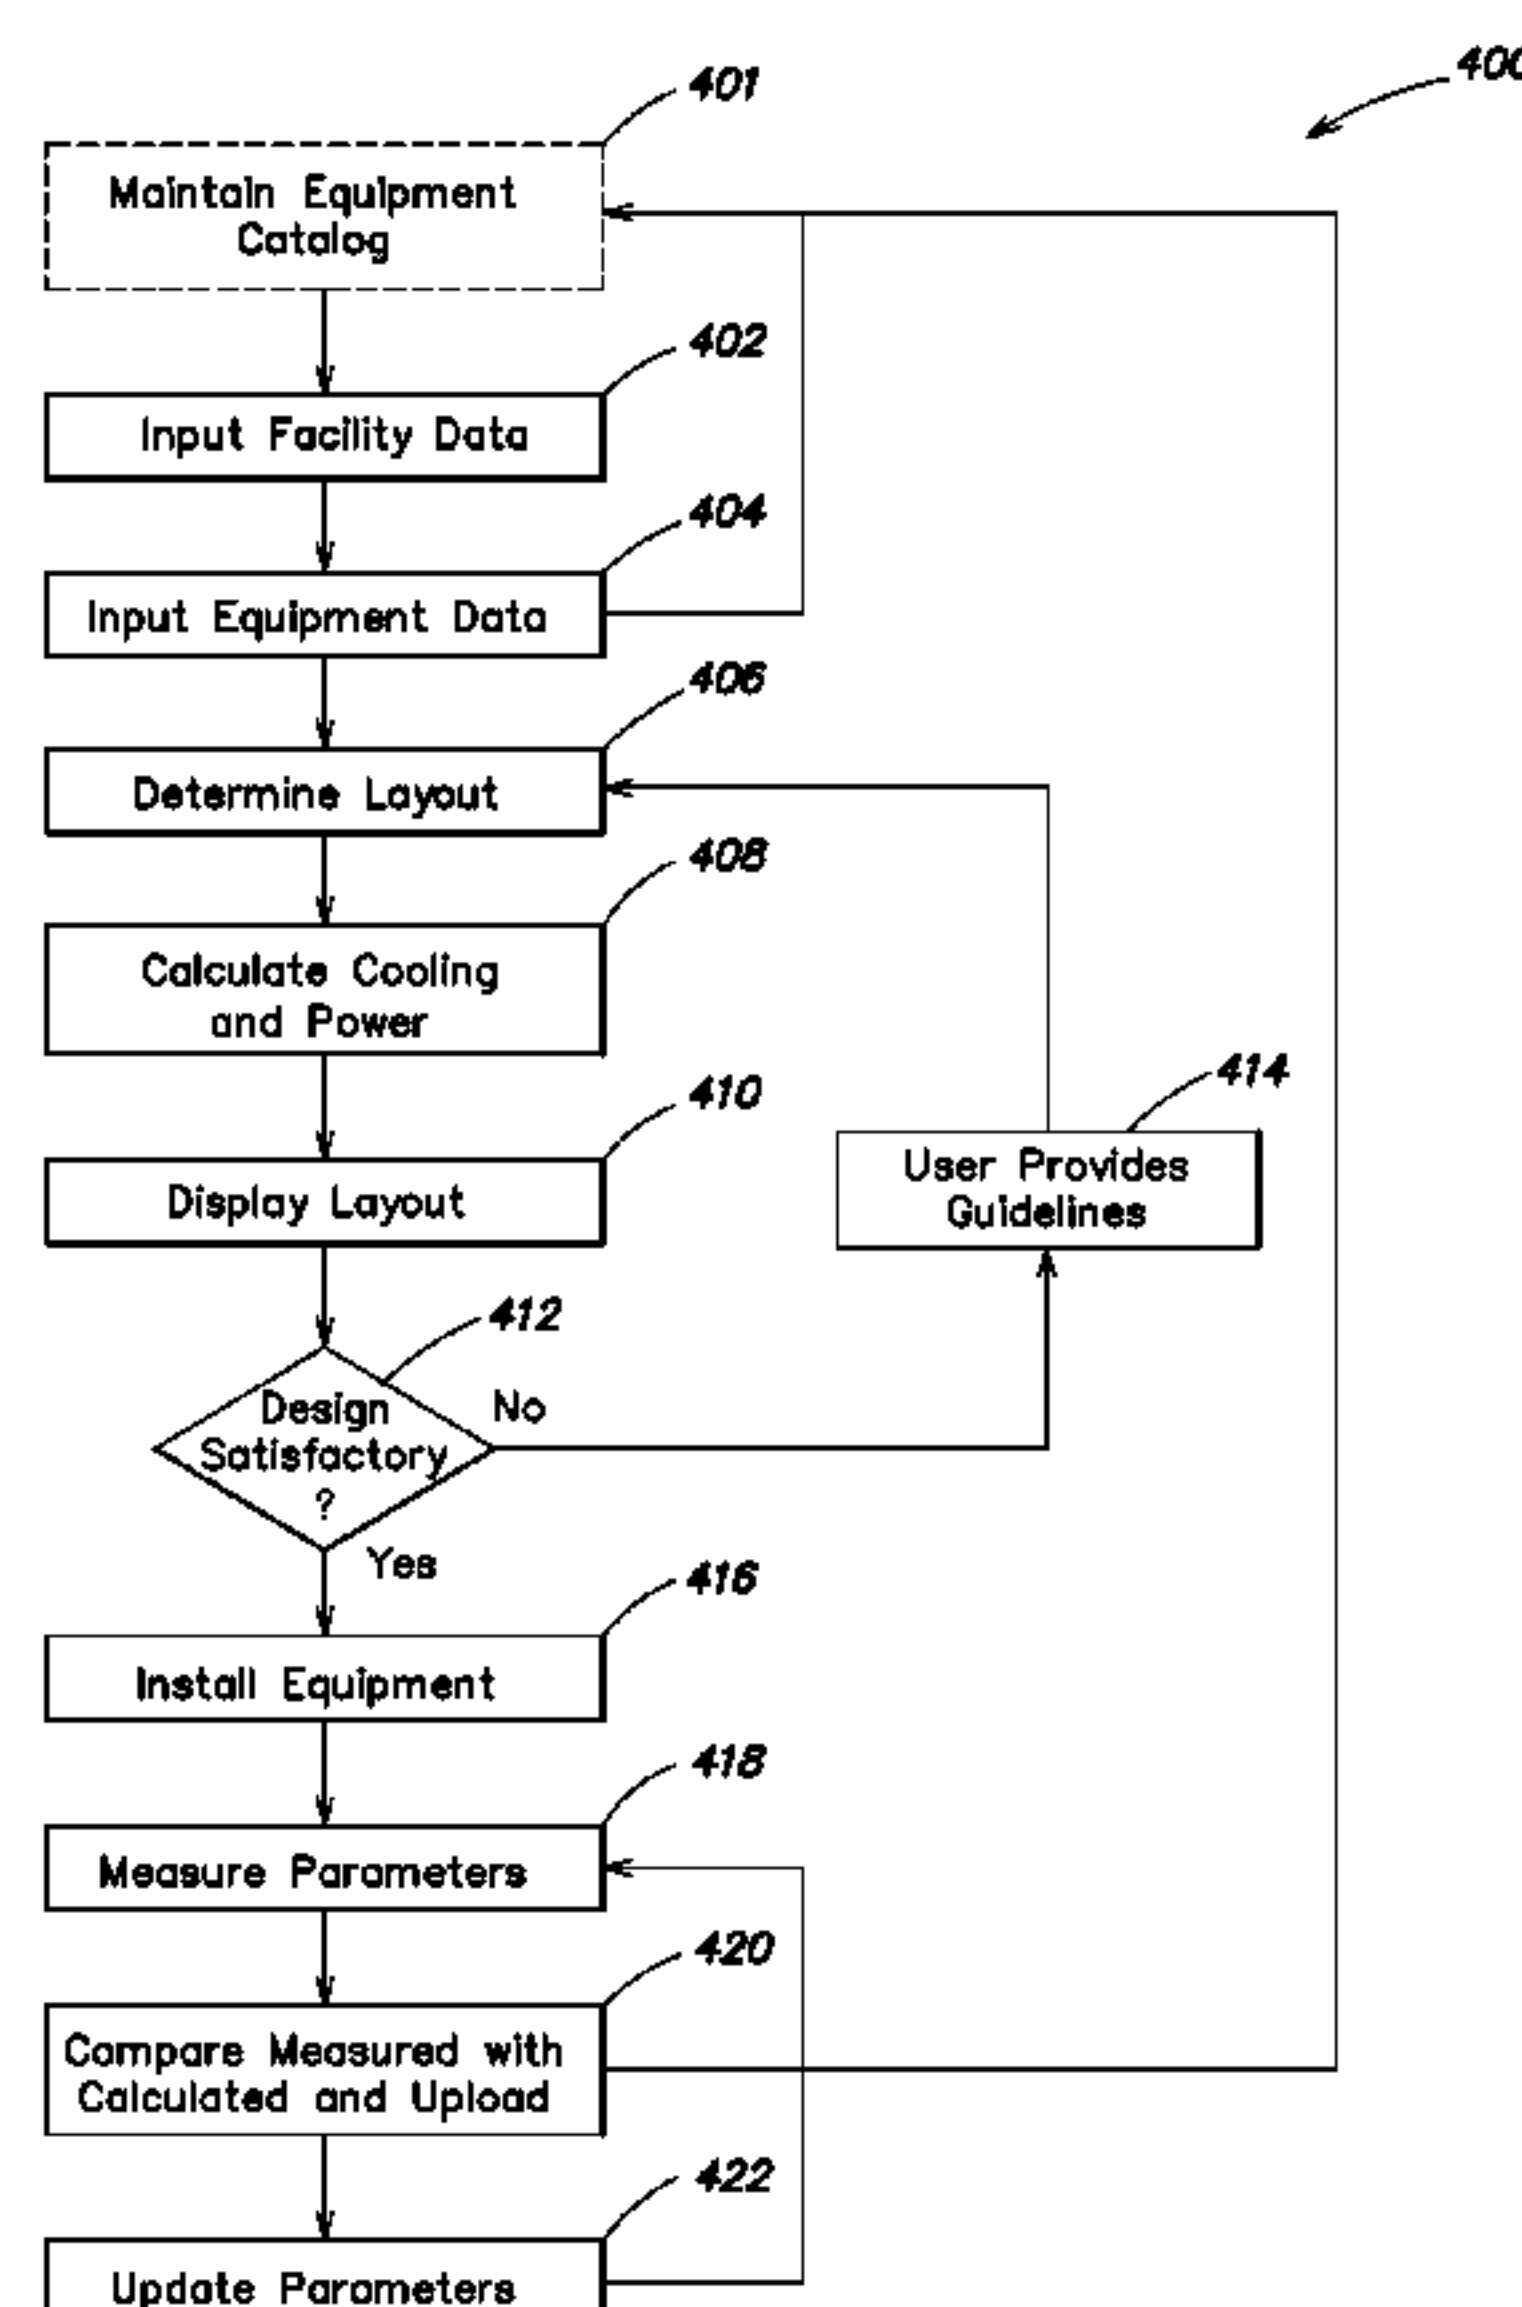 400
401
Maintain Equipment
Catalog
402
Input Facility Data
404
Input Equipment Data
406
Determine Layout
408
Calculate Cooling
and Power
410
Display Layout
414
User Provides
Guidelines
412
Design
Satisfactory
?
No
Yes
416
Install Equipment
418
Measure Parameters
420
Compare Measured with
Calculated and Upload
422
Update Parameters